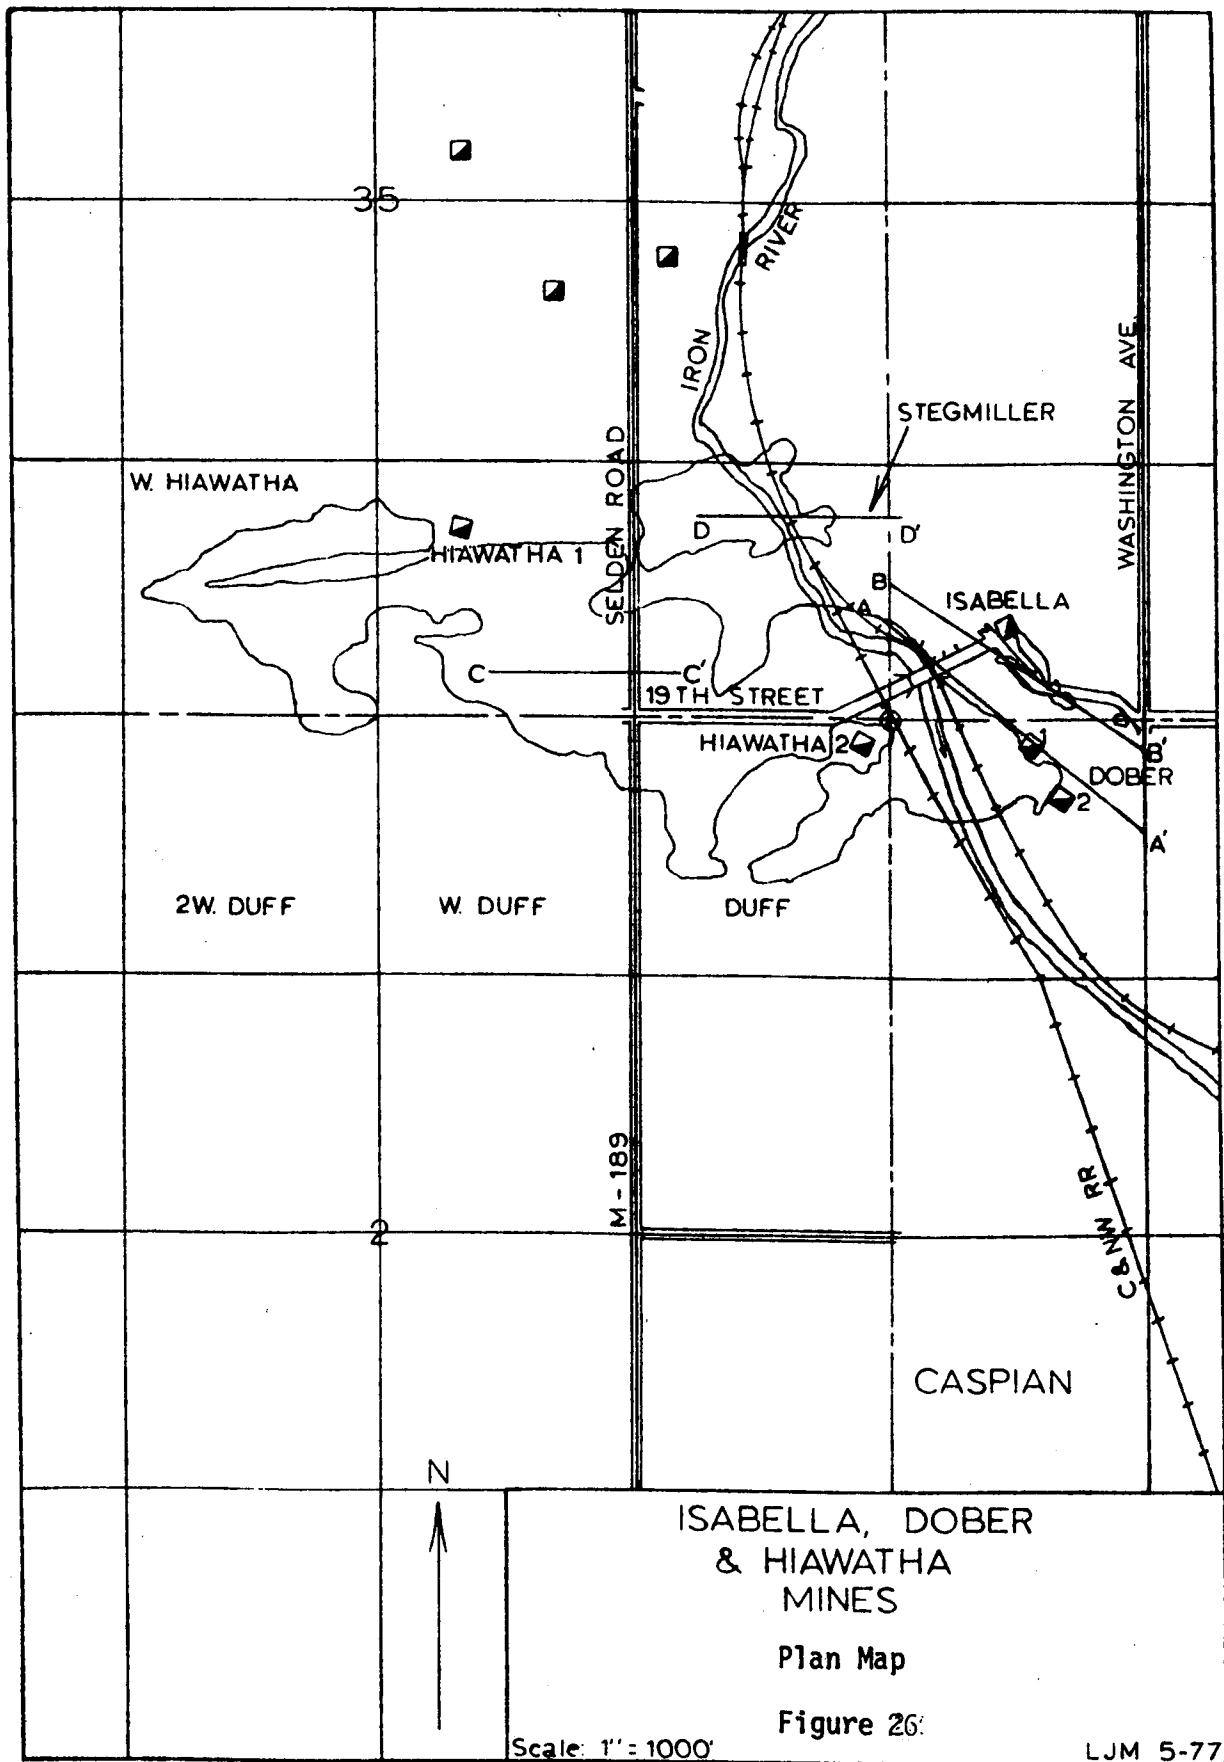 35
IRON
RIVER
WASHINGTON AVE.
STEGMILLER
W. HIAWATHA
SELDEN ROAD
D
D'
HIAWATHA 1
B
ISABELLA
A
C
C'
19TH STREET
HIAWATHA 2
1
B'
DOBER
2
A'
2W. DUFF
W. DUFF
DUFF
M-189
2
C & NW RR
CASPIAN
N
ISABELLA, DOBER
& HIAWATHA
MINES
Plan Map
Figure 26.
Scale: 1" = 1000'
LJM 5-77